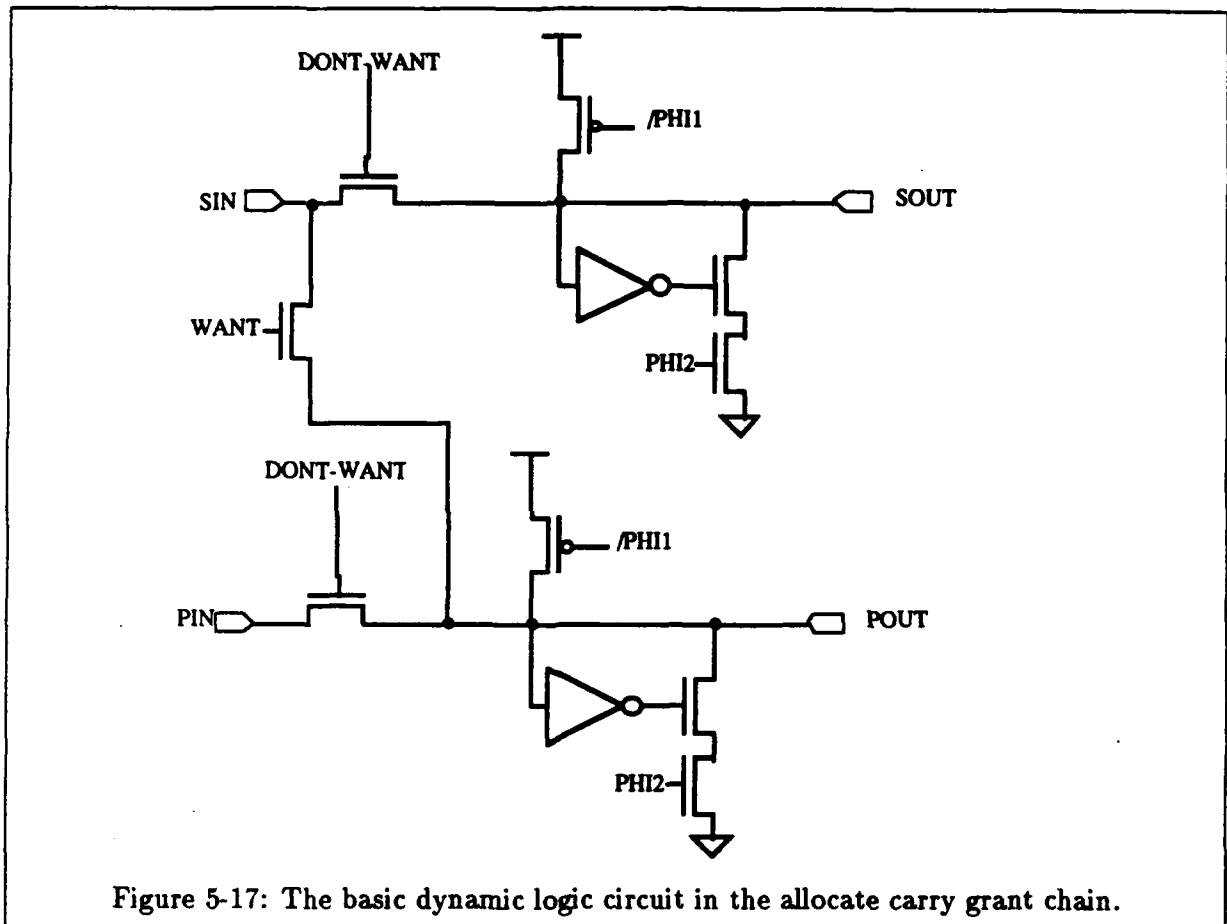 DONT-WANT
/PHI1
SIN
SOUT
WANT
PHI2
DONT-WANT
/PHI1
PIN
POUT
PHI2
Figure 5-17: The basic dynamic logic circuit in the allocate carry grant chain.